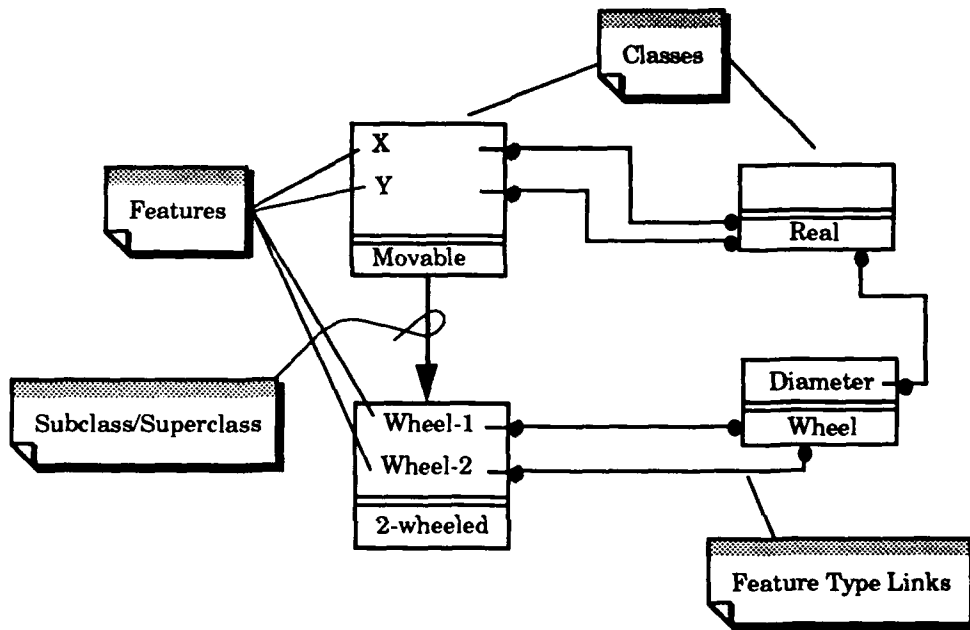 Classes
X
Y
Features
Real
Movable
Diameter
Subclass/Superclass
Wheel-1
Wheel
Wheel-2
2-wheeled
Feature Type Links